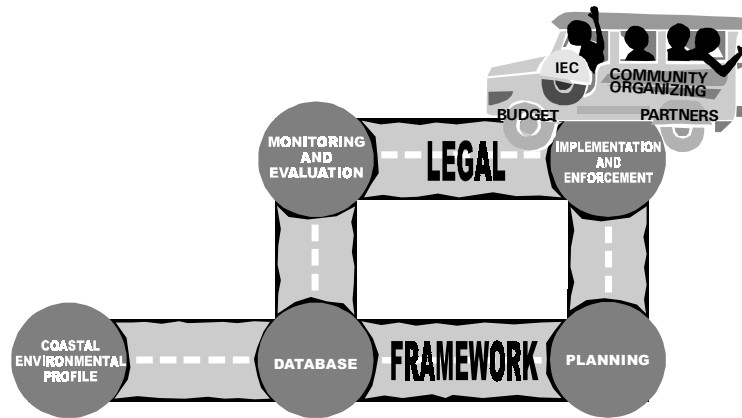 IEC
COMMUNITY
ORGANIZING
BUDGET
PARTNERS
MONITORING
AND
EVALUATION
LEGAL
IMPLEMENTATION
AND
ENFORCEMENT
COASTAL
ENVIRONMENTAL
PROFILE
DATABASE
FRAMEWORK
PLANNING